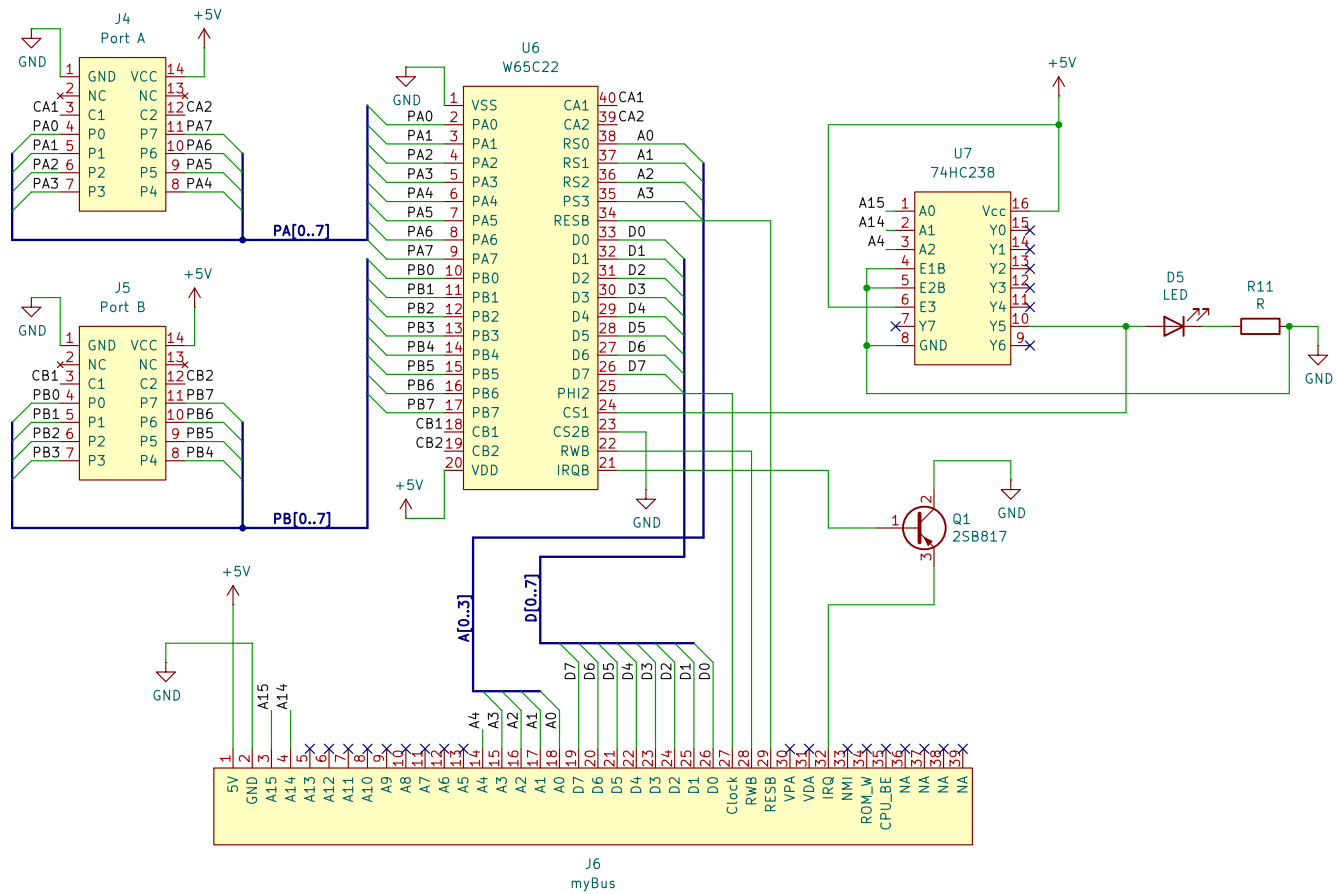 J4
Port A
+5V
GND
1 GND VCC 14
2 NC NC 13
CA1 3 C1 C2 12 CA2
PA0 4 P0 P7 11 PA7
PA1 5 P1 P6 10 PA6
PA2 6 P2 P5 9 PA5
PA3 7 P3 P4 8 PA4
PA[0..7]
J5
Port B
+5V
GND
1 GND VCC 14
2 NC NC 13
CB1 3 C1 C2 12 CB2
PB0 4 P0 P7 11 PB7
PB1 5 P1 P6 10 PB6
PB2 6 P2 P5 9 PB5
PB3 7 P3 P4 8 PB4
PB[0..7]
U6
W65C22
GND
1 VSS CA1 40 CA1
PA0 2 PA0 CA2 39 CA2
PA1 3 PA1 RS0 38 A0
PA2 4 PA2 RS1 37 A1
PA3 5 PA3 RS2 36 A2
PA4 6 PA4 PS3 35 A3
PA5 7 PA5 RESB 34
PA6 8 PA6 D0 33 D0
PA7 9 PA7 D1 32 D1
PB0 10 PB0 D2 31 D2
PB1 11 PB1 D3 30 D3
PB2 12 PB2 D4 29 D4
PB3 13 PB3 D5 28 D5
PB4 14 PB4 D6 27 D6
PB5 15 PB5 D7 26 D7
PB6 16 PB6 PHI2 25
PB7 17 PB7 CS1 24
CB1 18 CB1 CS2B 23
CB2 19 CB2 RWB 22
20 VDD IRQB 21
+5V
GND
+5V
U7
74HC238
A15 1 A0 Vcc 16
A14 2 A1 Y0 15
A4 3 A2 Y1 14
4 E1B Y2 13
5 E2B Y3 12
6 E3 Y4 11
7 Y7 Y5 10
8 GND Y6 9
D5
LED
R11
R
GND
GND
2
1
3
Q1
2SB817
A[0..3]
D[0..7]
+5V
GND
A15
A14
A4
A3
A2
A1
A0
D7
D6
D5
D4
D3
D2
D1
D0
1 5V
2 GND
3 A15
4 A14
5 A13
6 A12
7 A11
8 A10
9 A9
10 A8
11 A7
12 A6
13 A5
14 A4
15 A3
16 A2
17 A1
18 A0
19 D7
20 D6
21 D5
22 D4
23 D3
24 D2
25 D1
26 D0
27 Clock
28 RWB
29 RESB
30 VPA
31 VDA
32 IRQ
33 NMI
34 ROM_W
35 CPU_BE
36 NA
37 NA
38 NA
39 NA
J6
myBus